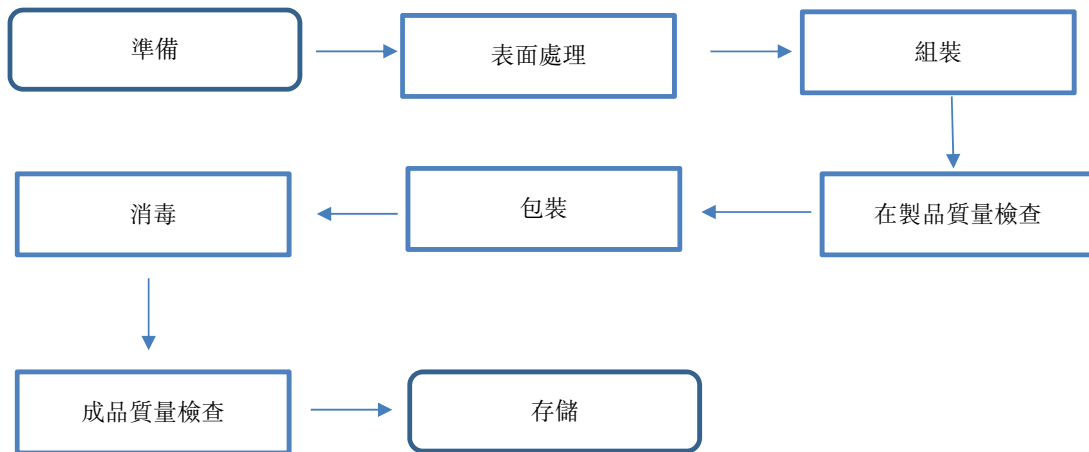 準備
表面處理
組裝
在製品質量檢查
包裝
消毒
成品質量檢查
存儲